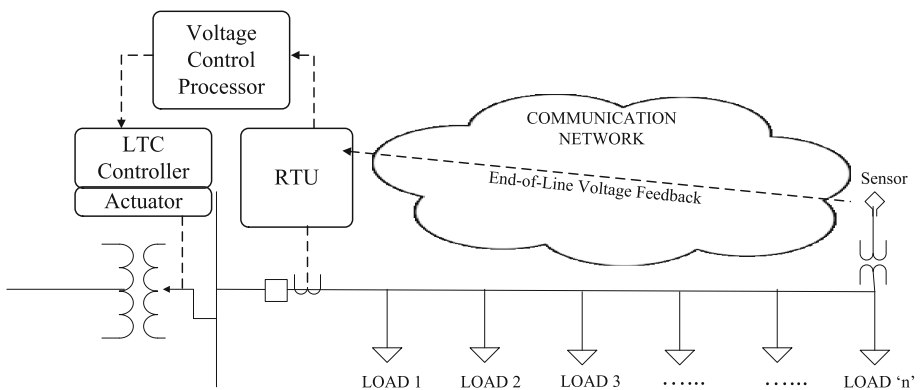 Voltage
Control
Processor
LTC
Controller
Actuator
RTU
COMMUNICATION
NETWORK
End-of-Line Voltage Feedback
Sensor
LOAD 1
LOAD 2
LOAD 3
......
......
LOAD ‘n’